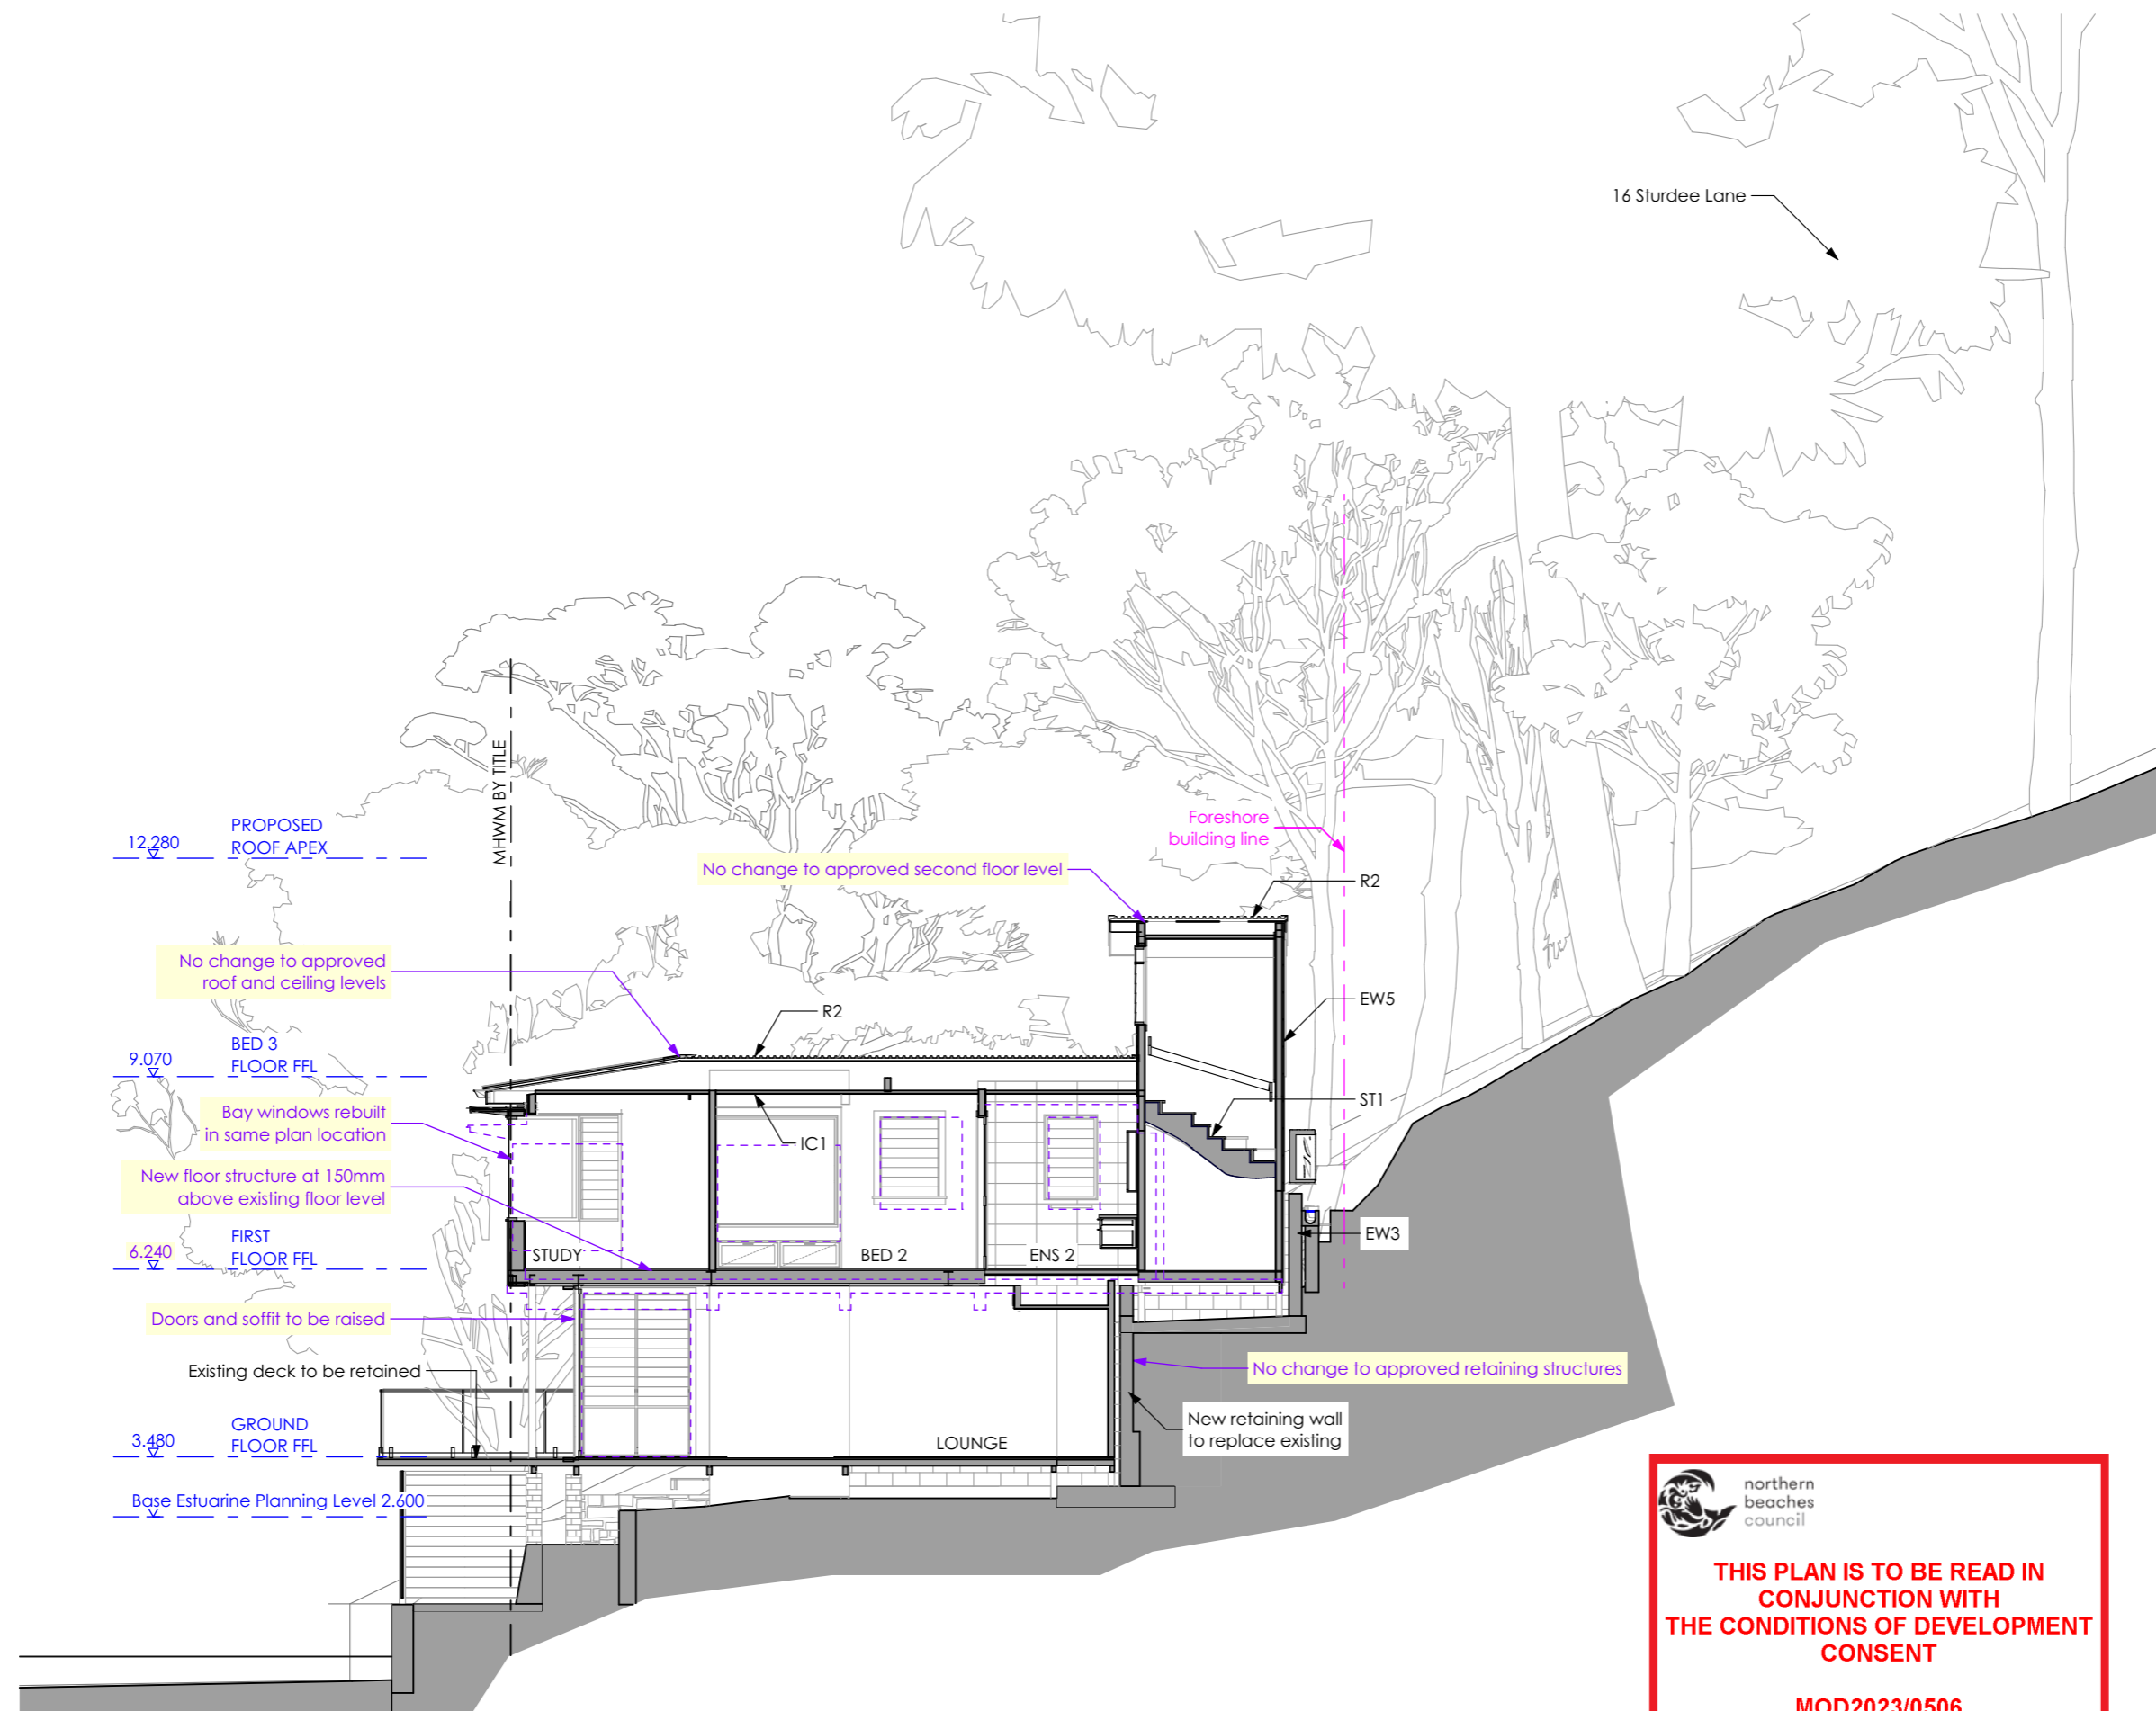 16 Sturdee Lane
MHWM BY TITLE
PROPOSED
12.280 ROOF APEX
Foreshore
building line
No change to approved second floor level
R2
No change to approved
roof and ceiling levels
EW5
R2
BED 3
9.070 FLOOR FFL
ST1
Bay windows rebuilt
in same plan location
IC1
New floor structure at 150mm
above existing floor level
FIRST
6.240 FLOOR FFL
STUDY
BED 2
ENS 2
EW3
Doors and soffit to be raised
Existing deck to be retained
No change to approved retaining structures
New retaining wall
to replace existing
GROUND
3.480 FLOOR FFL
LOUNGE
Base Estuarine Planning Level 2.600
northern
beaches
council
THIS PLAN IS TO BE READ IN
CONJUNCTION WITH
THE CONDITIONS OF DEVELOPMENT
CONSENT
MOD2023/0506